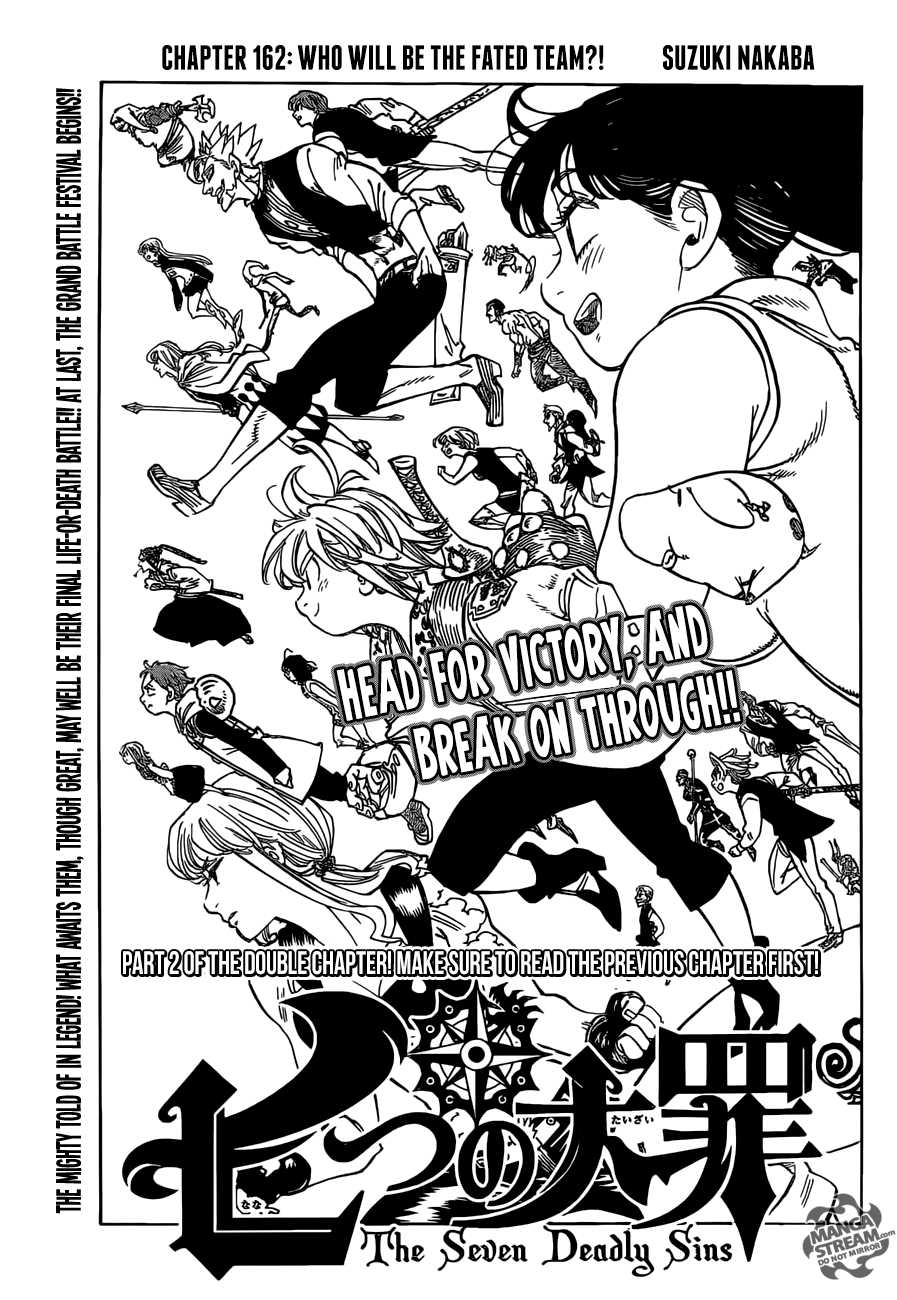 CHAPTER 162: WHO WILL BE THE FATED TEAM?! SUZUKI NAKABA
THE MIGHTY TOLD OF IN LEGEND! WHAT AWAITS THEM, THOUGH GREAT, MAY WELL BE THEIR FINAL LIFE-OR-DEATH BATTLE!! AT LAST, THE GRAND BATTLE FESTIVAL BEGINS!!
HEAD FOR VICTORY, AND
BREAK ON THROUGH!!
PART 2 OF THE DOUBLE CHAPTER! MAKE SURE TO READ THE PREVIOUS CHAPTER FIRST!
七つの大罪
なな
たいざい
The Seven Deadly Sins
MANGA
STREAM.com
DO NOT MIRROR